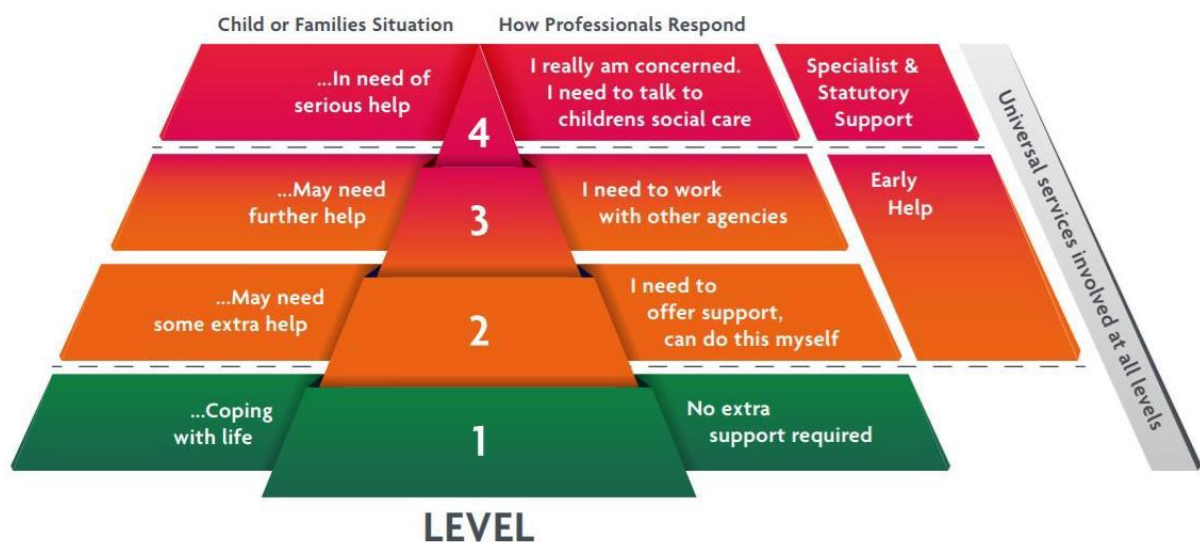 Child or Families Situation
How Professionals Respond
...In need of
serious help
4
I really am concerned.
I need to talk to
childrens social care
Specialist &
Statutory
Support
...May need
further help
3
I need to work
with other agencies
Early
Help
...May need
some extra help
2
I need to
offer support,
can do this myself
...Coping
with life
1
No extra
support required
Universal services involved at all levels
LEVEL